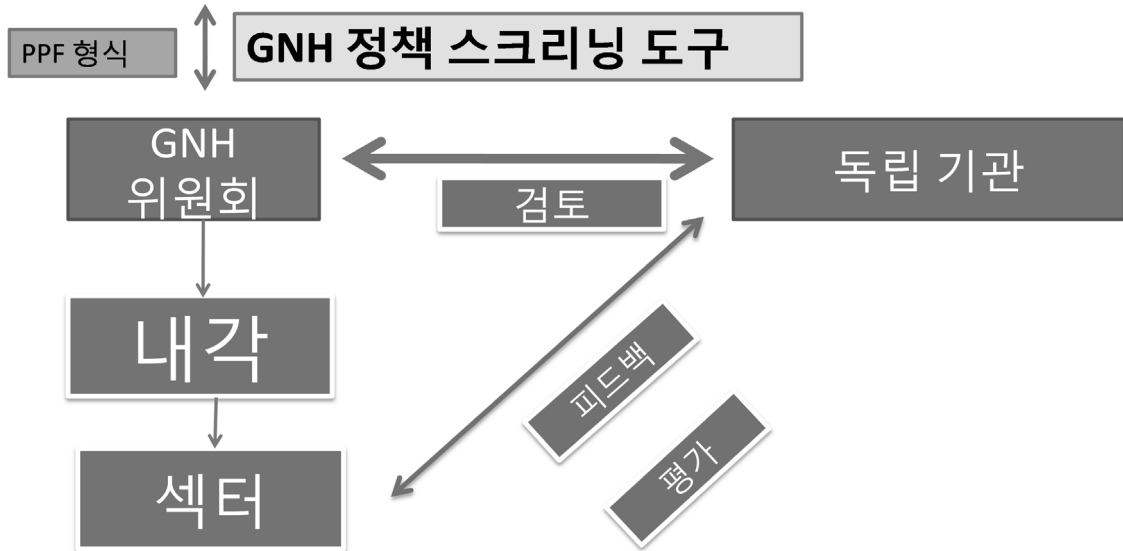 PPF 형식
GNH 정책 스크리닝 도구
GNH
위원회
검토
독립 기관
내각
피드백
섹터
평가